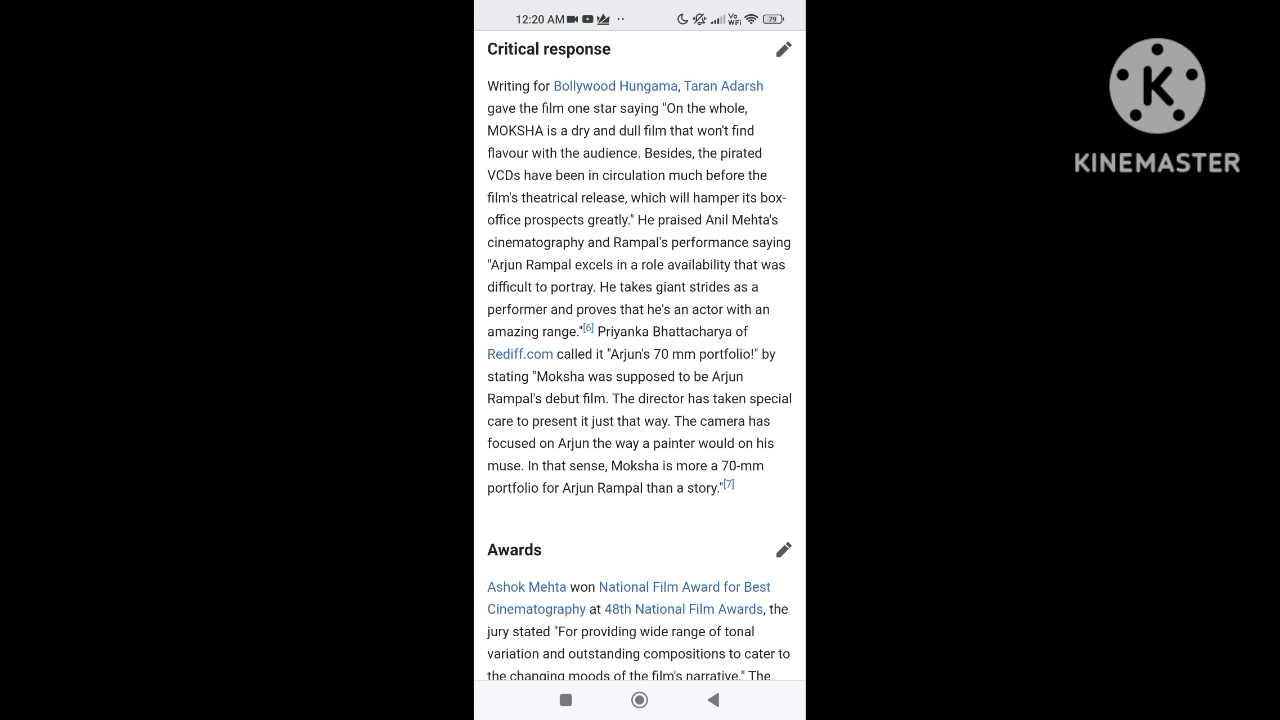 12:20 AM
Vo
WiFi
79
Critical response
Writing for Bollywood Hungama, Taran Adarsh
gave the film one star saying "On the whole,
MOKSHA is a dry and dull film that won't find
flavour with the audience. Besides, the pirated
VCDs have been in circulation much before the
film's theatrical release, which will hamper its box-
office prospects greatly." He praised Anil Mehta's
cinematography and Rampal's performance saying
"Arjun Rampal excels in a role availability that was
difficult to portray. He takes giant strides as a
performer and proves that he's an actor with an
amazing range."[6] Priyanka Bhattacharya of
Rediff.com called it "Arjun's 70 mm portfolio!" by
stating "Moksha was supposed to be Arjun
Rampal's debut film. The director has taken special
care to present it just that way. The camera has
focused on Arjun the way a painter would on his
muse. In that sense, Moksha is more a 70-mm
portfolio for Arjun Rampal than a story."[7]
Awards
Ashok Mehta won National Film Award for Best
Cinematography at 48th National Film Awards, the
jury stated "For providing wide range of tonal
variation and outstanding compositions to cater to
the changing moods of the film's narrative." The
K
KINEMASTER